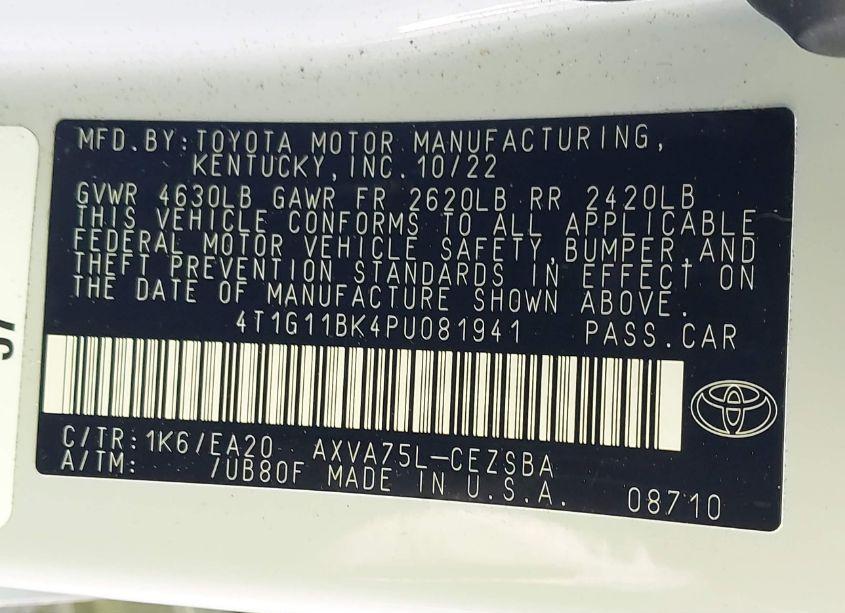 MFD.BY:TOYOTA MOTOR MANUFACTURING,
KENTUCKY,INC. 10/22
GVWR 4630LB GAWR FR 2620LB RR 2420LB
THIS VEHICLE CONFORMS TO ALL APPLICABLE
FEDERAL MOTOR VEHICLE SAFETY,BUMPER,AND
THEFT PREVENTION STANDARDS IN EFFECT ON
THE DATE OF MANUFACTURE SHOWN ABOVE.
4T1G11BK4PU081941 PASS.CAR
C/TR:1K6/EA20 AXVA75L-CEZSBA
A/TM: /UB80F MADE IN U.S.A. 08710